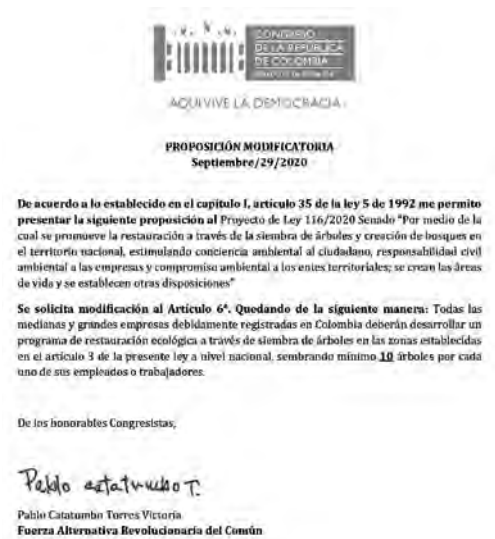 CONGRESO
DE LA REPÚBLICA
DE COLOMBIA
AQUÍ VIVE LA DEMOCRACIA
PROPOSICIÓN MODIFICATORIA
Septiembre/29/2020
De acuerdo a lo establecido en el capítulo I, artículo 35 de la ley 5 de 1992 me permito
presentar la siguiente proposición al Proyecto de Ley 116/2020 Senado "Por medio de la
cual se promueve la restauración a través de la siembra de árboles y creación de bosques en
el territorio nacional, estimulando conciencia ambiental al ciudadano, responsabilidad civil
ambiental a las empresas y compromiso ambiental a los entes territoriales; se crean las áreas
de vida y se establecen otras disposiciones"
Se solicita modificación al Artículo 6°. Quedando de la siguiente manera: Todas las
medianas y grandes empresas debidamente registradas en Colombia deberán desarrollar un
programa de restauración ecológica a través de siembra de árboles en las zonas establecidas
en el artículo 3 de la presente ley a nivel nacional, sembrando mínimo 10 árboles por cada
uno de sus empleados o trabajadores.
De los honorables Congresistas,
Pablo Catatumbo T.
Pablo Catatumbo Torres Victoria
Fuerza Alternativa Revolucionaria del Común